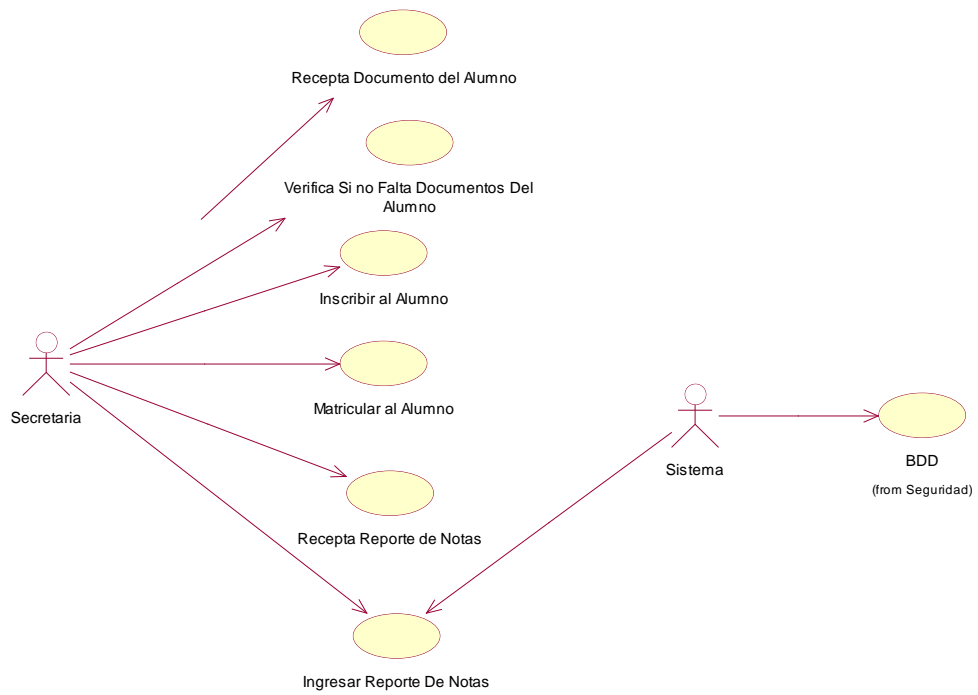 Recepta Documento del Alumno
Verifica Si no Falta Documentos Del
Alumno
Inscribir al Alumno
Secretaria
Matricular al Alumno
Sistema
BDD
(from Seguridad)
Recepta Reporte de Notas
Ingresar Reporte De Notas